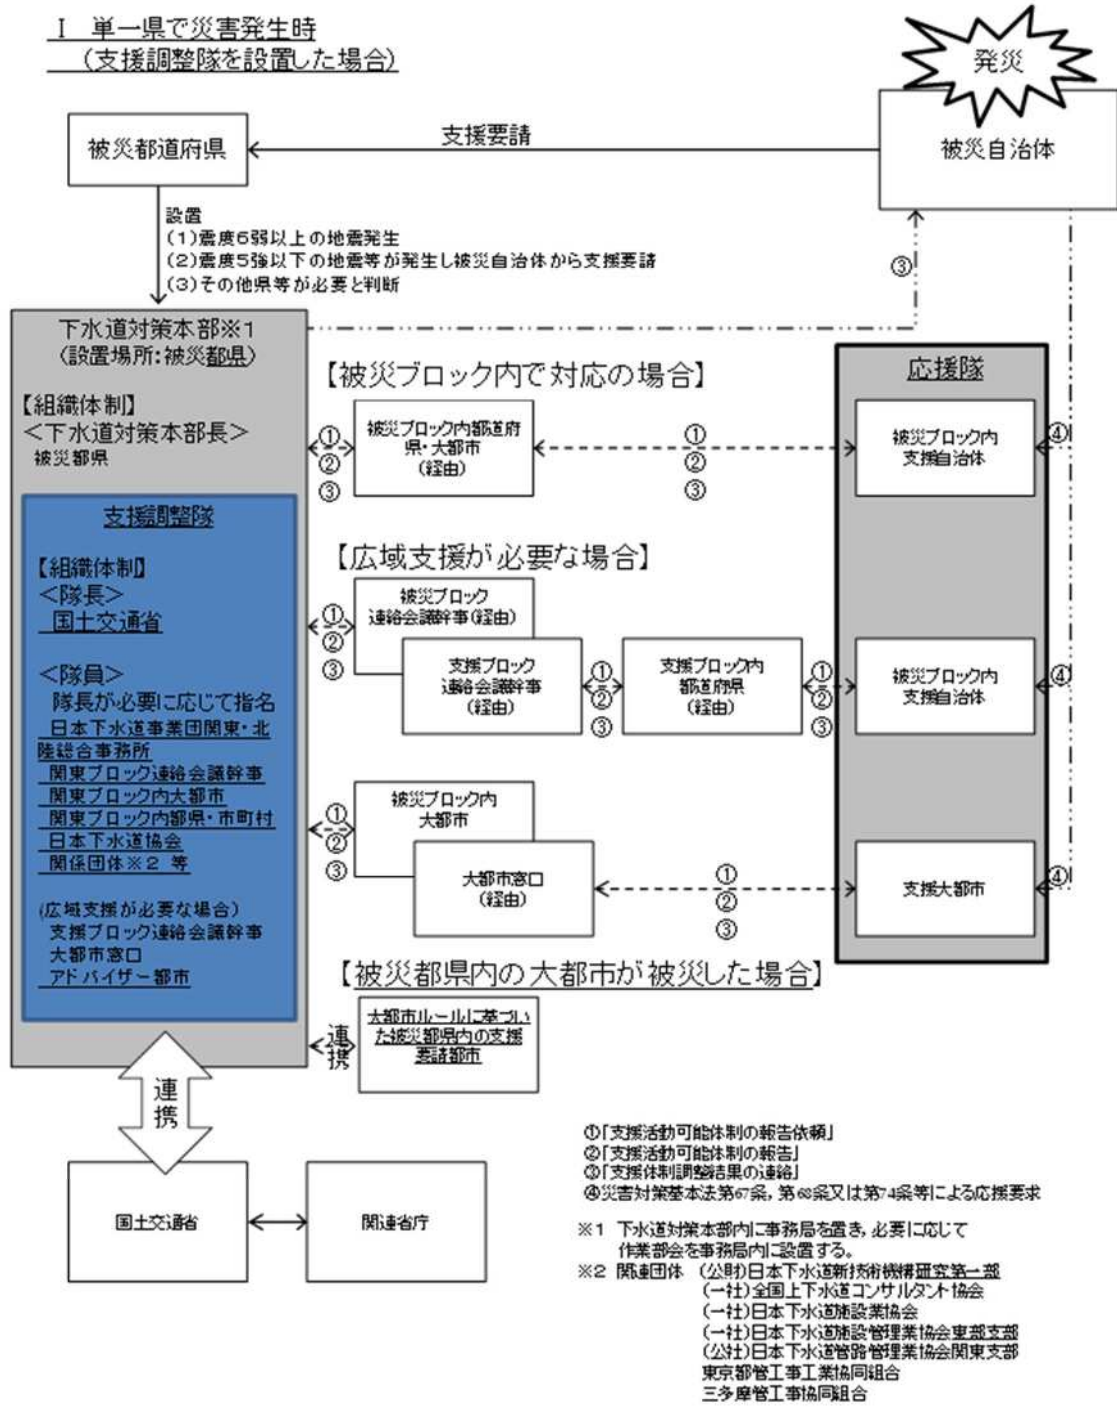 Ⅰ 単一県で災害発生時
(支援調整隊を設置した場合)
発災
被災都道府県
支援要請
被災自治体
設置
(1)震度6弱以上の地震発生
(2)震度5強以下の地震等が発生し被災自治体から支援要請
(3)その他県等が必要と判断
③
下水道対策本部※1
(設置場所:被災都県)
【組織体制】
<下水道対策本部長>
被災都県
支援調整隊
【組織体制】
<隊長>
国土交通省
<隊員>
隊長が必要に応じて指名
日本下水道事業団関東・北
陸総合事務所
関東ブロック連絡会議幹事
関東ブロック内大都市
関東ブロック内都県・市町村
日本下水道協会
関係団体※2 等
(広域支援が必要な場合)
支援ブロック連絡会議幹事
大都市窓口
アドバイザー都市
【被災ブロック内で対応の場合】
①
②
③
被災ブロック内都道府
県・大都市
(経由)
①
②
③
応援隊
被災ブロック内
支援自治体
④
【広域支援が必要な場合】
①
②
③
被災ブロック
連絡会議幹事(経由)
支援ブロック
連絡会議幹事
(経由)
①
②
③
支援ブロック内
都道府県
(経由)
①
②
③
被災ブロック内
支援自治体
④
①
②
③
被災ブロック内
大都市
大都市窓口
(経由)
①
②
③
支援大都市
④
【被災都県内の大都市が被災した場合】
連携
大都市ルールに基づい
た被災都県内の支援
要請都市
連携
国土交通省
関連省庁
①「支援活動可能体制の報告依頼」
②「支援活動可能体制の報告」
③「支援体制調整結果の連絡」
④災害対策基本法第67条,第68条又は第74条等による応援要求
※1 下水道対策本部内に事務局を置き,必要に応じて
作業部会を事務局内に設置する。
※2 関連団体 (公財)日本下水道新技術機構研究第一部
(一社)全国上下水道コンサルタント協会
(一社)日本下水道施設業協会
(一社)日本下水道施設管理業協会東部支部
(公社)日本下水道管路管理業協会関東支部
東京都管工事工業協同組合
三多摩管工事協同組合